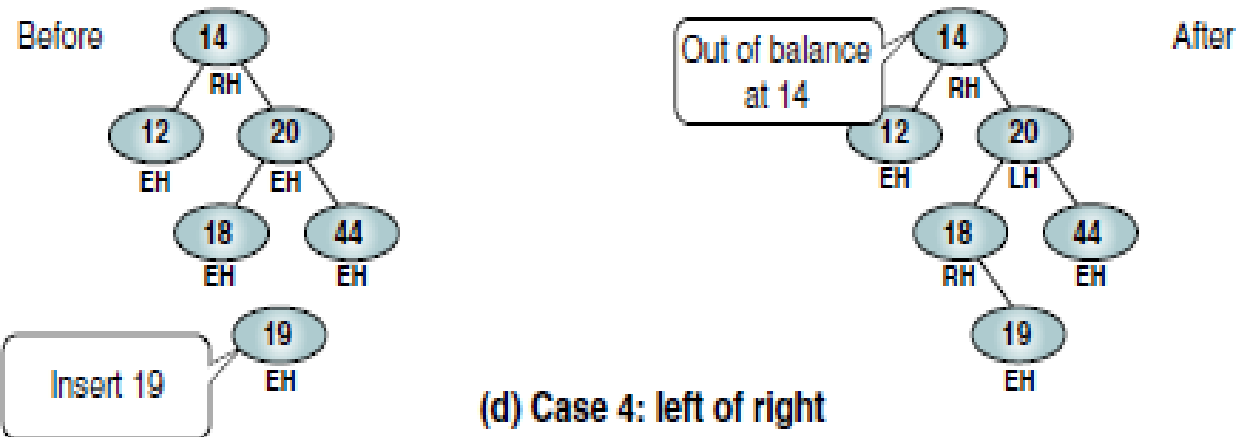 Before
14
RH
12
20
EH
EH
18
44
EH
EH
19
EH
Insert 19
Out of balance
at 14
14
RH
After
12
20
EH
LH
18
44
RH
EH
19
EH
(d) Case 4: left of right